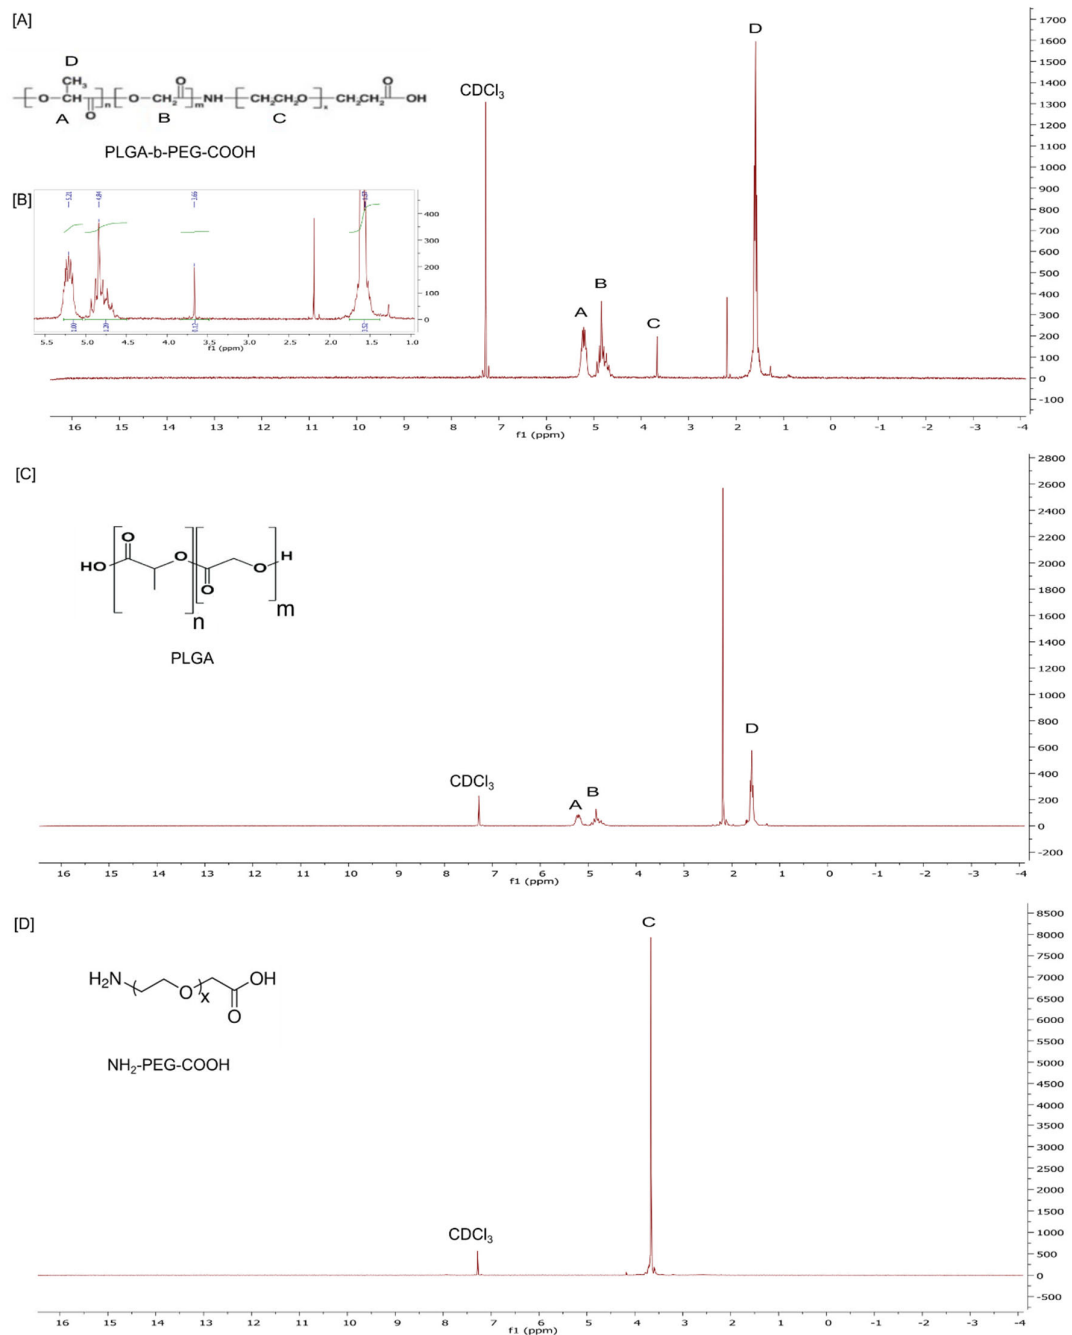 [A]
D
CH₃
O
CH
C
n
O
O
CH₂
O
m
NH
CH₂CH₂O
x
CH₂CH₂
O
OH
A
B
C
PLGA-b-PEG-COOH
CDCl₃
A
B
C
D
1700
1600
1500
1400
1300
1200
1100
1000
900
800
700
600
500
400
300
200
100
0
-100
16 15 14 13 12 11 10 9 8 7 6 5 4 3 2 1 0 -1 -2 -3 -4
f1 (ppm)
[B]
5.21
4.84
3.66
400
300
200
100
0
1.00
5.5 5.0 4.5 4.0 3.5 3.0 2.5 2.0 1.5 1.0
f1 (ppm)
[C]
HO
O
O
O
O
H
n
m
PLGA
CDCl₃
A
B
D
2800
2600
2400
2200
2000
1800
1600
1400
1200
1000
800
600
400
200
0
-200
16 15 14 13 12 11 10 9 8 7 6 5 4 3 2 1 0 -1 -2 -3 -4
f1 (ppm)
[D]
H₂N
O
x
OH
O
NH₂-PEG-COOH
CDCl₃
C
8500
8000
7500
7000
6500
6000
5500
5000
4500
4000
3500
3000
2500
2000
1500
1000
500
0
-500
16 15 14 13 12 11 10 9 8 7 6 5 4 3 2 1 0 -1 -2 -3 -4
f1 (ppm)